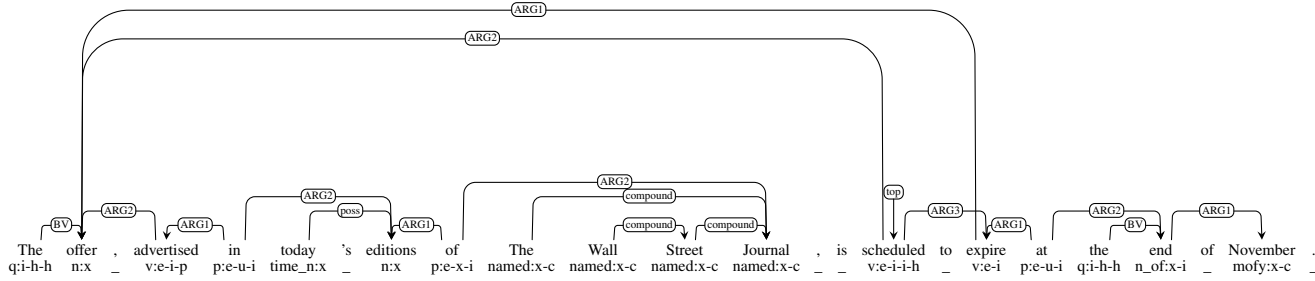 ARG1
ARG2
top
ARG2
ARG2 compound
BV ARG2 ARG1 poss ARG1 compound compound ARG3 ARG1 ARG2 BV ARG1
The offer , advertised in today 's editions of The Wall Street Journal , is scheduled to expire at the end of November .
q:i-h-h n:x _ v:e-i-p p:e-u-i time_n:x _ n:x p:e-x-i named:x-c named:x-c named:x-c named:x-c _ _ v:e-i-i-h _ v:e-i p:e-u-i q:i-h-h n_of:x-i _ mofy:x-c _